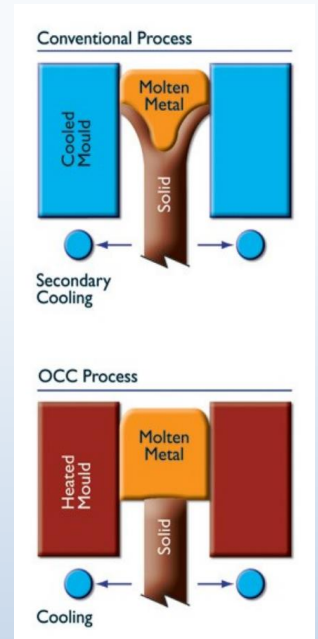 Conventional Process
Molten
Metal
Cooled
Mould
Solid
Secondary
Cooling
OCC Process
Molten
Metal
Heated
Mould
Solid
Cooling